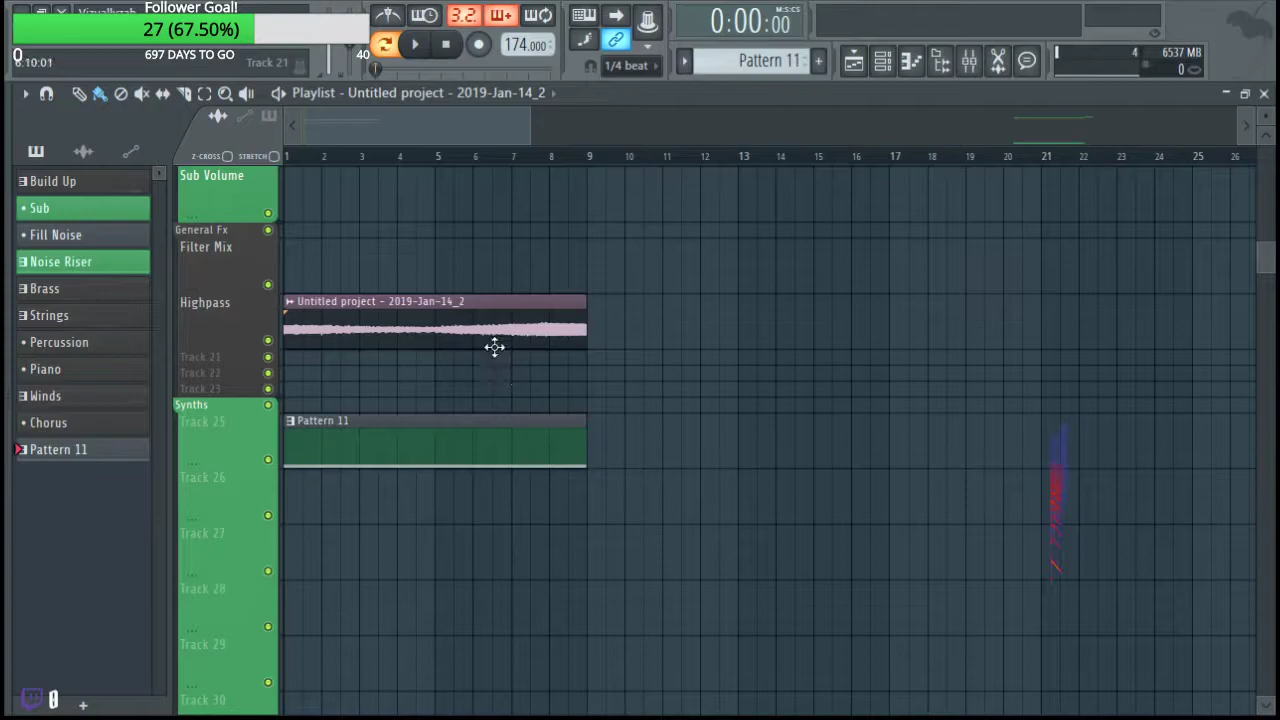 Follower Goal!
27 (67.50%)
697 DAYS TO GO
0
40
6:10:01
Track 21
3.2.
174.000
1/4 beat
0:00:00
M:S:CS
Pattern 11
4
6537 MB
0
Playlist - Untitled project - 2019-Jan-14_2
Z-CROSS
STRETCH
1 2 3 4 5 6 7 8 9 10 11 12 13 14 15 16 17 18 19 20 21 22 23 24 25 26
Build Up
Sub
Fill Noise
Noise Riser
Brass
Strings
Percussion
Piano
Winds
Chorus
Pattern 11
Sub Volume
General Fx
Filter Mix
Highpass
Untitled project - 2019-Jan-14_2
Track 21
Track 22
Track 23
Synths
Track 25
Pattern 11
Track 26
Track 27
Track 28
Track 29
Track 30
0